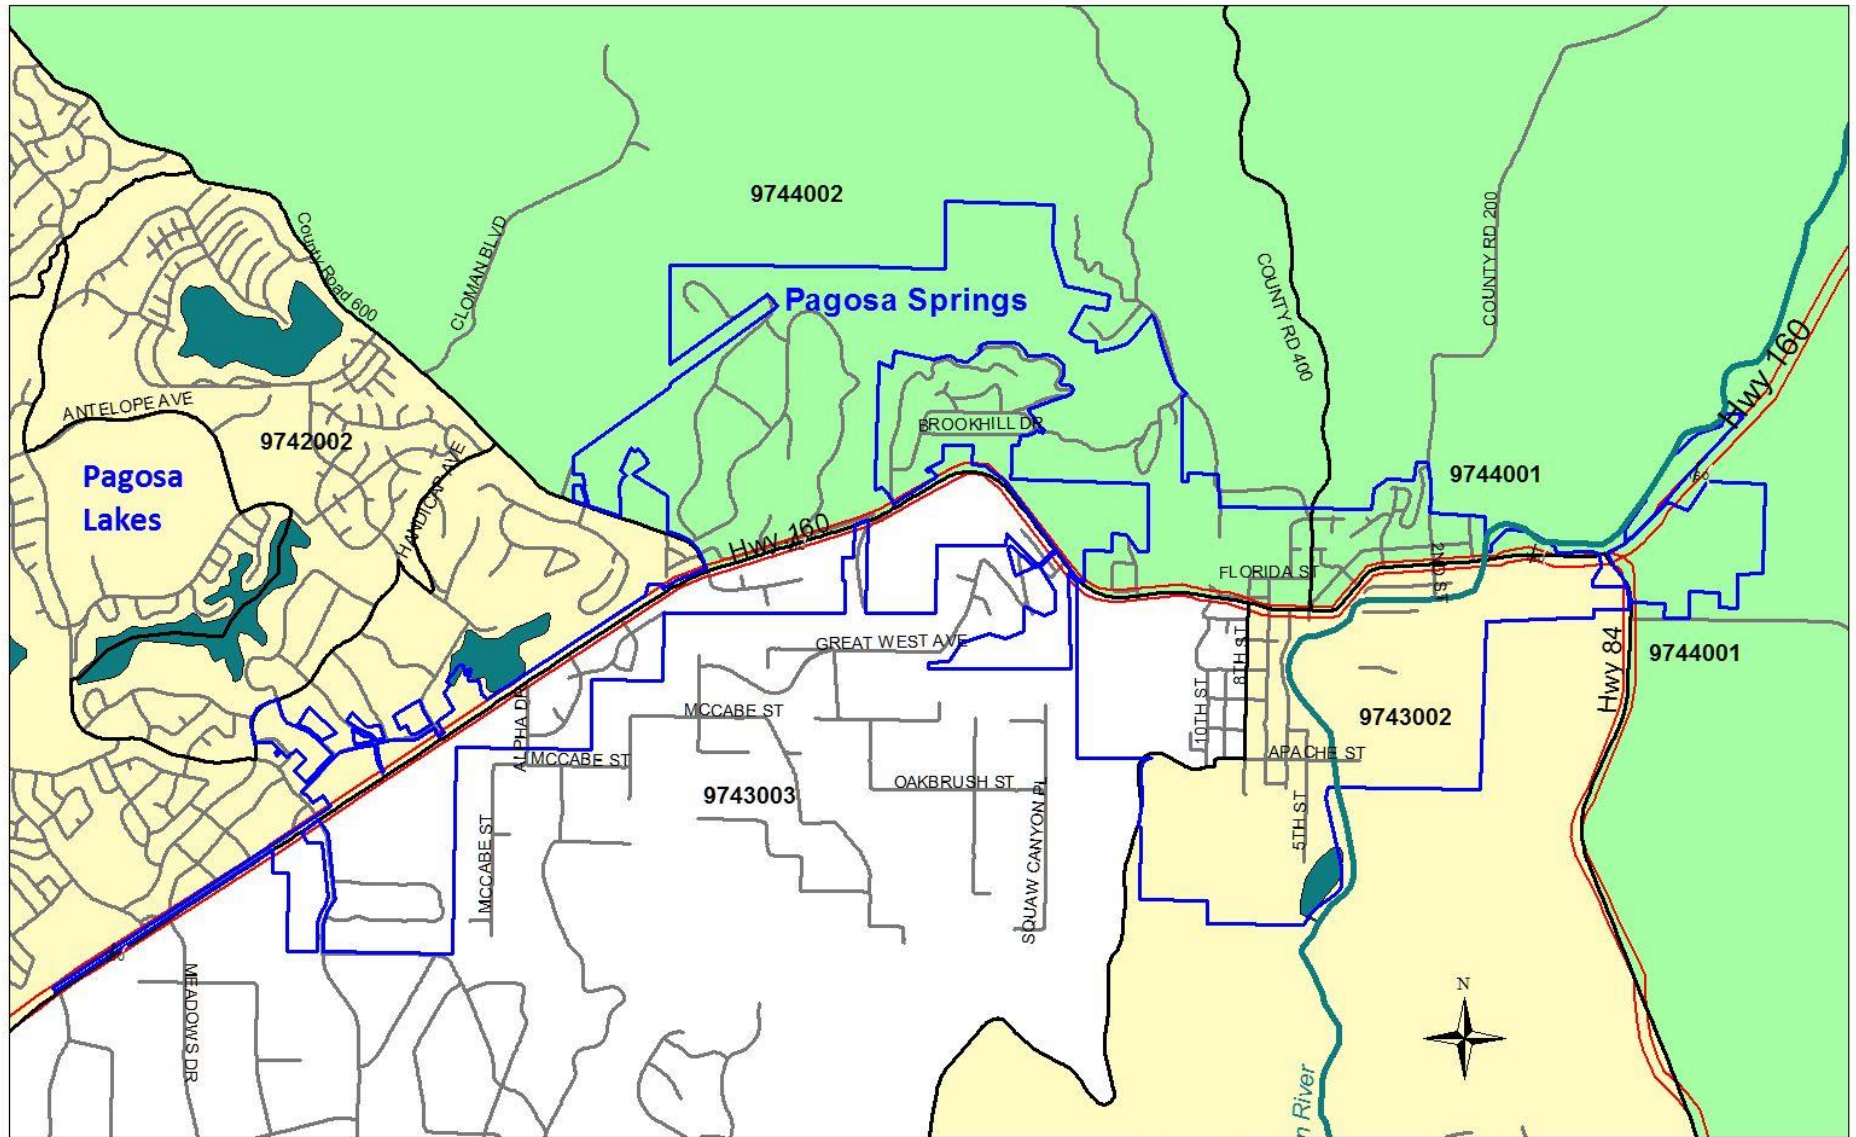 9744002
County Road 600
CLOMAN BLVD
COUNTY RD 200
Pagosa Springs
COUNTY RD 400
Hwy 160
ANTELOPE AVE
9742002
BROOKHILL DR
Pagosa
Lakes
HANDICAP AVE
9744001
160
Hwy 160
2ND ST
FLORIDA ST
GREAT WEST AVE
8TH ST
Hwy 84
9744001
ALPHA DR
MCCABE ST
10TH ST
9743002
MCCABE ST
APACHE ST
OAKBRUSH ST
9743003
SQUAW CANYON PL
5TH ST
MCCABE ST
MEADOWS DR
N
n River